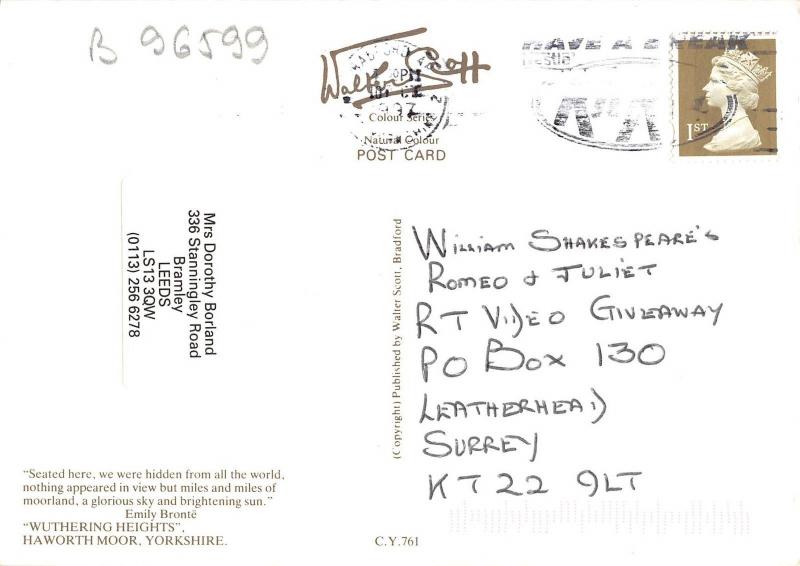 B 96599
Walter Scott
Colour Series
Natural Colour
POST CARD
HAVE A BREAK
Nestlé
1ST
Mrs Dorothy Borland
336 Stanningley Road
Bramley
LEEDS
LS13 3QW
(0113) 256 6278
(Copyright) Published by Walter Scott, Bradford
William Shakespeare's
Romeo & Juliet
RT Video Giveaway
PO Box 130
Leatherhead
Surrey
KT22 9LT
"Seated here, we were hidden from all the world,
nothing appeared in view but miles and miles of
moorland, a glorious sky and brightening sun."
Emily Brontë
"WUTHERING HEIGHTS",
HAWORTH MOOR, YORKSHIRE.
C.Y.761